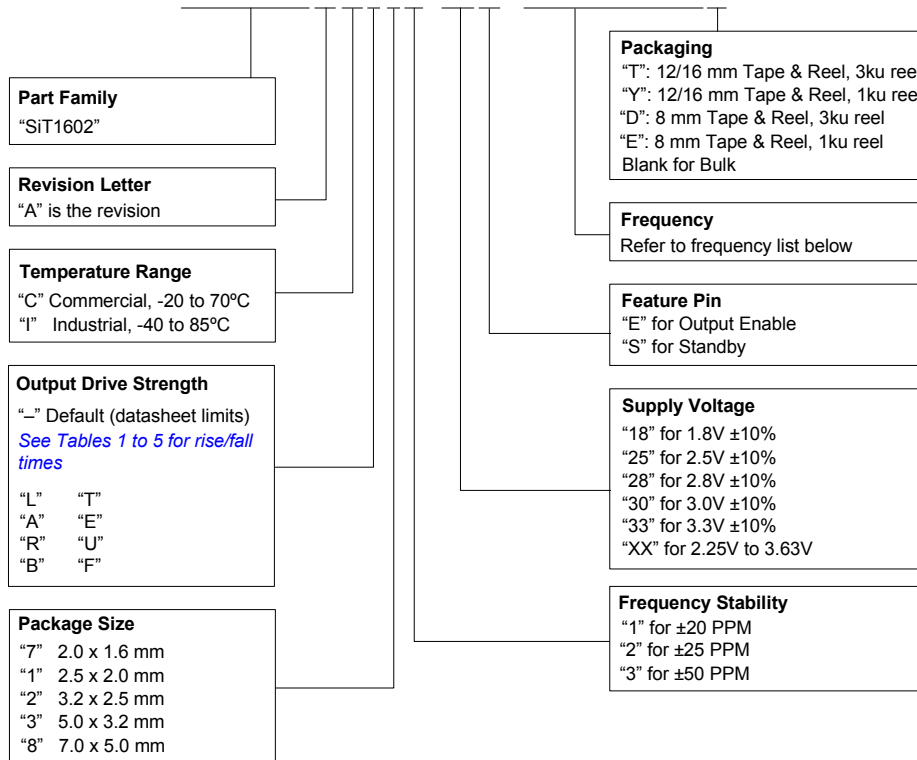 Part Family
“SiT1602”
Revision Letter
“A” is the revision
Temperature Range
“C” Commercial, -20 to 70ºC
“I” Industrial, -40 to 85ºC
Output Drive Strength
“–” Default (datasheet limits)
See Tables 1 to 5 for rise/fall
times
“L” “T”
“A” “E”
“R” “U”
“B” “F”
Package Size
“7” 2.0 x 1.6 mm
“1” 2.5 x 2.0 mm
“2” 3.2 x 2.5 mm
“3” 5.0 x 3.2 mm
“8” 7.0 x 5.0 mm
Packaging
“T”: 12/16 mm Tape & Reel, 3ku ree
“Y”: 12/16 mm Tape & Reel, 1ku ree
“D”: 8 mm Tape & Reel, 3ku reel
“E”: 8 mm Tape & Reel, 1ku reel
Blank for Bulk
Frequency
Refer to frequency list below
Feature Pin
“E” for Output Enable
“S” for Standby
Supply Voltage
“18” for 1.8V ±10%
“25” for 2.5V ±10%
“28” for 2.8V ±10%
“30” for 3.0V ±10%
“33” for 3.3V ±10%
“XX” for 2.25V to 3.63V
Frequency Stability
“1” for ±20 PPM
“2” for ±25 PPM
“3” for ±50 PPM